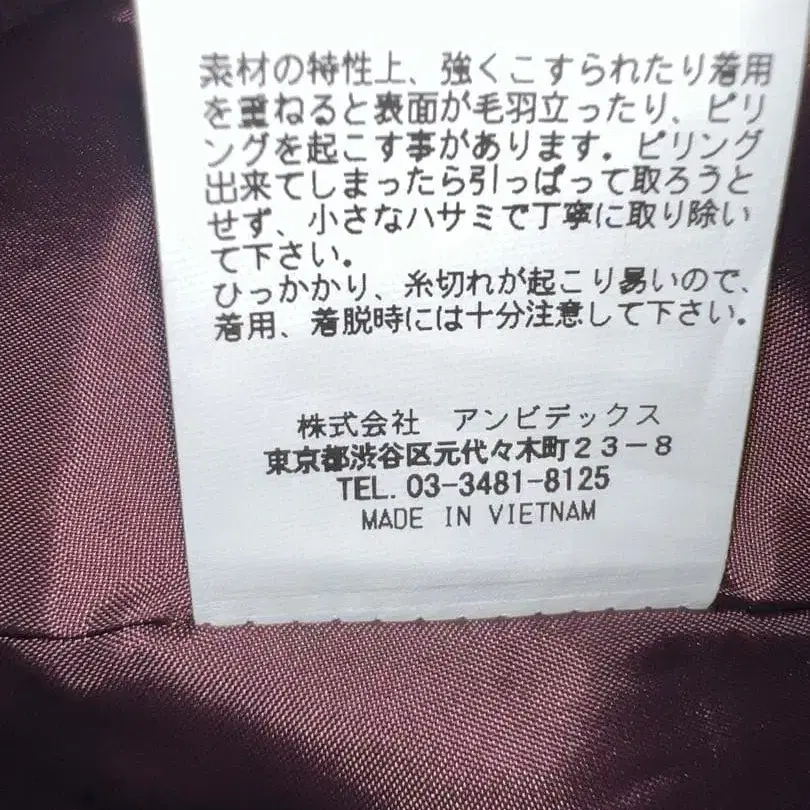 素材の特性上、強くこすられたり着用
を重ねると表面が毛羽立ったり、ピリ
ングを起こす事があります。ピリング
出来てしまったら引っぱって取ろうと
せず、小さなハサミで丁寧に取り除い
て下さい。
ひっかかり、糸切れが起こり易いので、
着用、着脱時には十分注意して下さい。
株式会社 アンビデックス
東京都渋谷区元代々木町23-8
TEL. 03-3481-8125
MADE IN VIETNAM